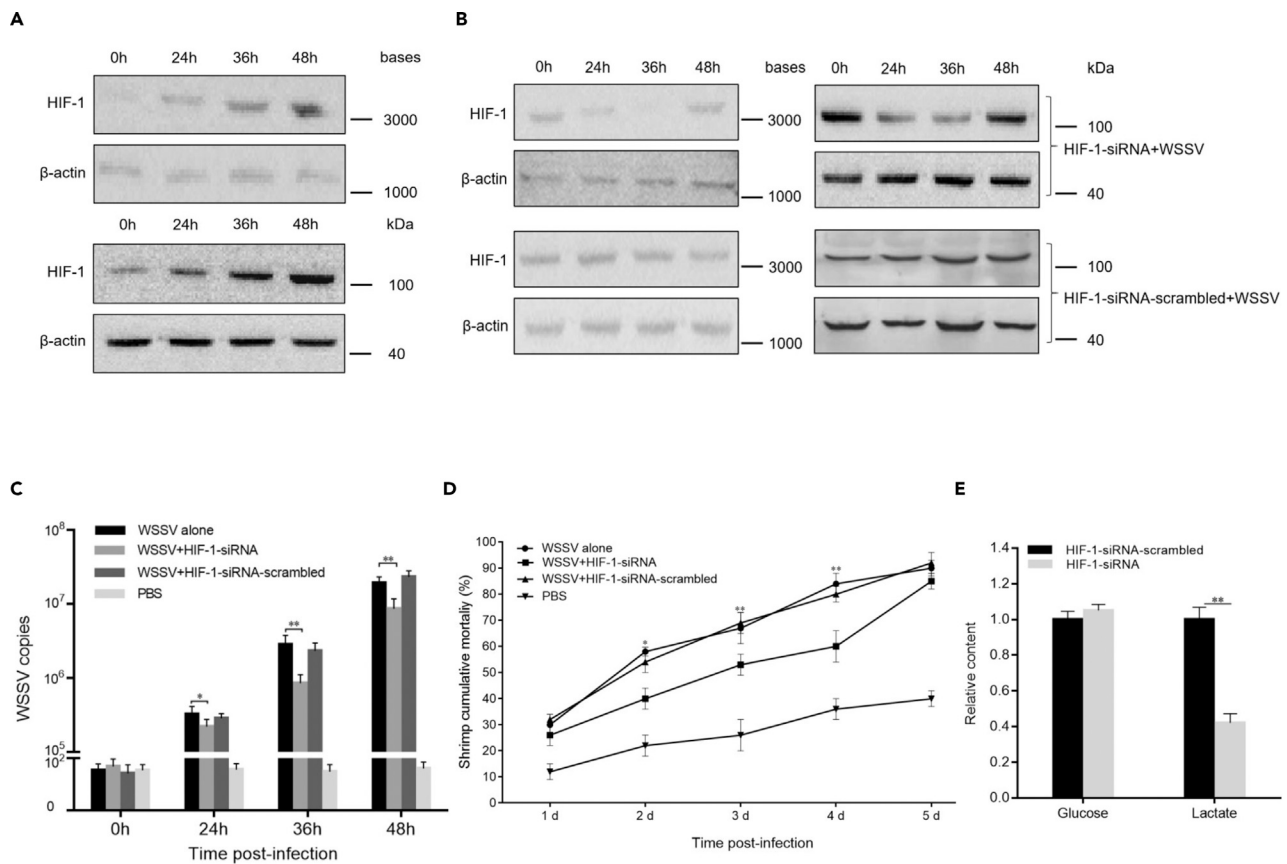 A
0h 24h 36h 48h bases
HIF-1
3000
β-actin
1000
0h 24h 36h 48h kDa
HIF-1
100
β-actin
40
B
0h 24h 36h 48h bases
HIF-1
3000
β-actin
1000
HIF-1
3000
β-actin
1000
0h 24h 36h 48h kDa
100
HIF-1-siRNA+WSSV
40
100
HIF-1-siRNA-scrambled+WSSV
40
C
WSSV alone
WSSV+HIF-1-siRNA
WSSV+HIF-1-siRNA-scrambled
PBS
WSSV copies
10⁸
10⁷
10⁶
10⁵
10²
0
*
**
**
0h 24h 36h 48h
Time post-infection
D
WSSV alone
WSSV+HIF-1-siRNA
WSSV+HIF-1-siRNA-scrambled
PBS
Shrimp cumulative mortaliy (%)
100
90
80
70
60
50
40
30
20
10
0
*
**
**
1 d 2 d 3 d 4 d 5 d
Time post-infection
E
HIF-1-siRNA-scrambled
HIF-1-siRNA
Relative content
1.4
1.2
1.0
0.8
0.6
0.4
0.2
0.0
**
Glucose Lactate